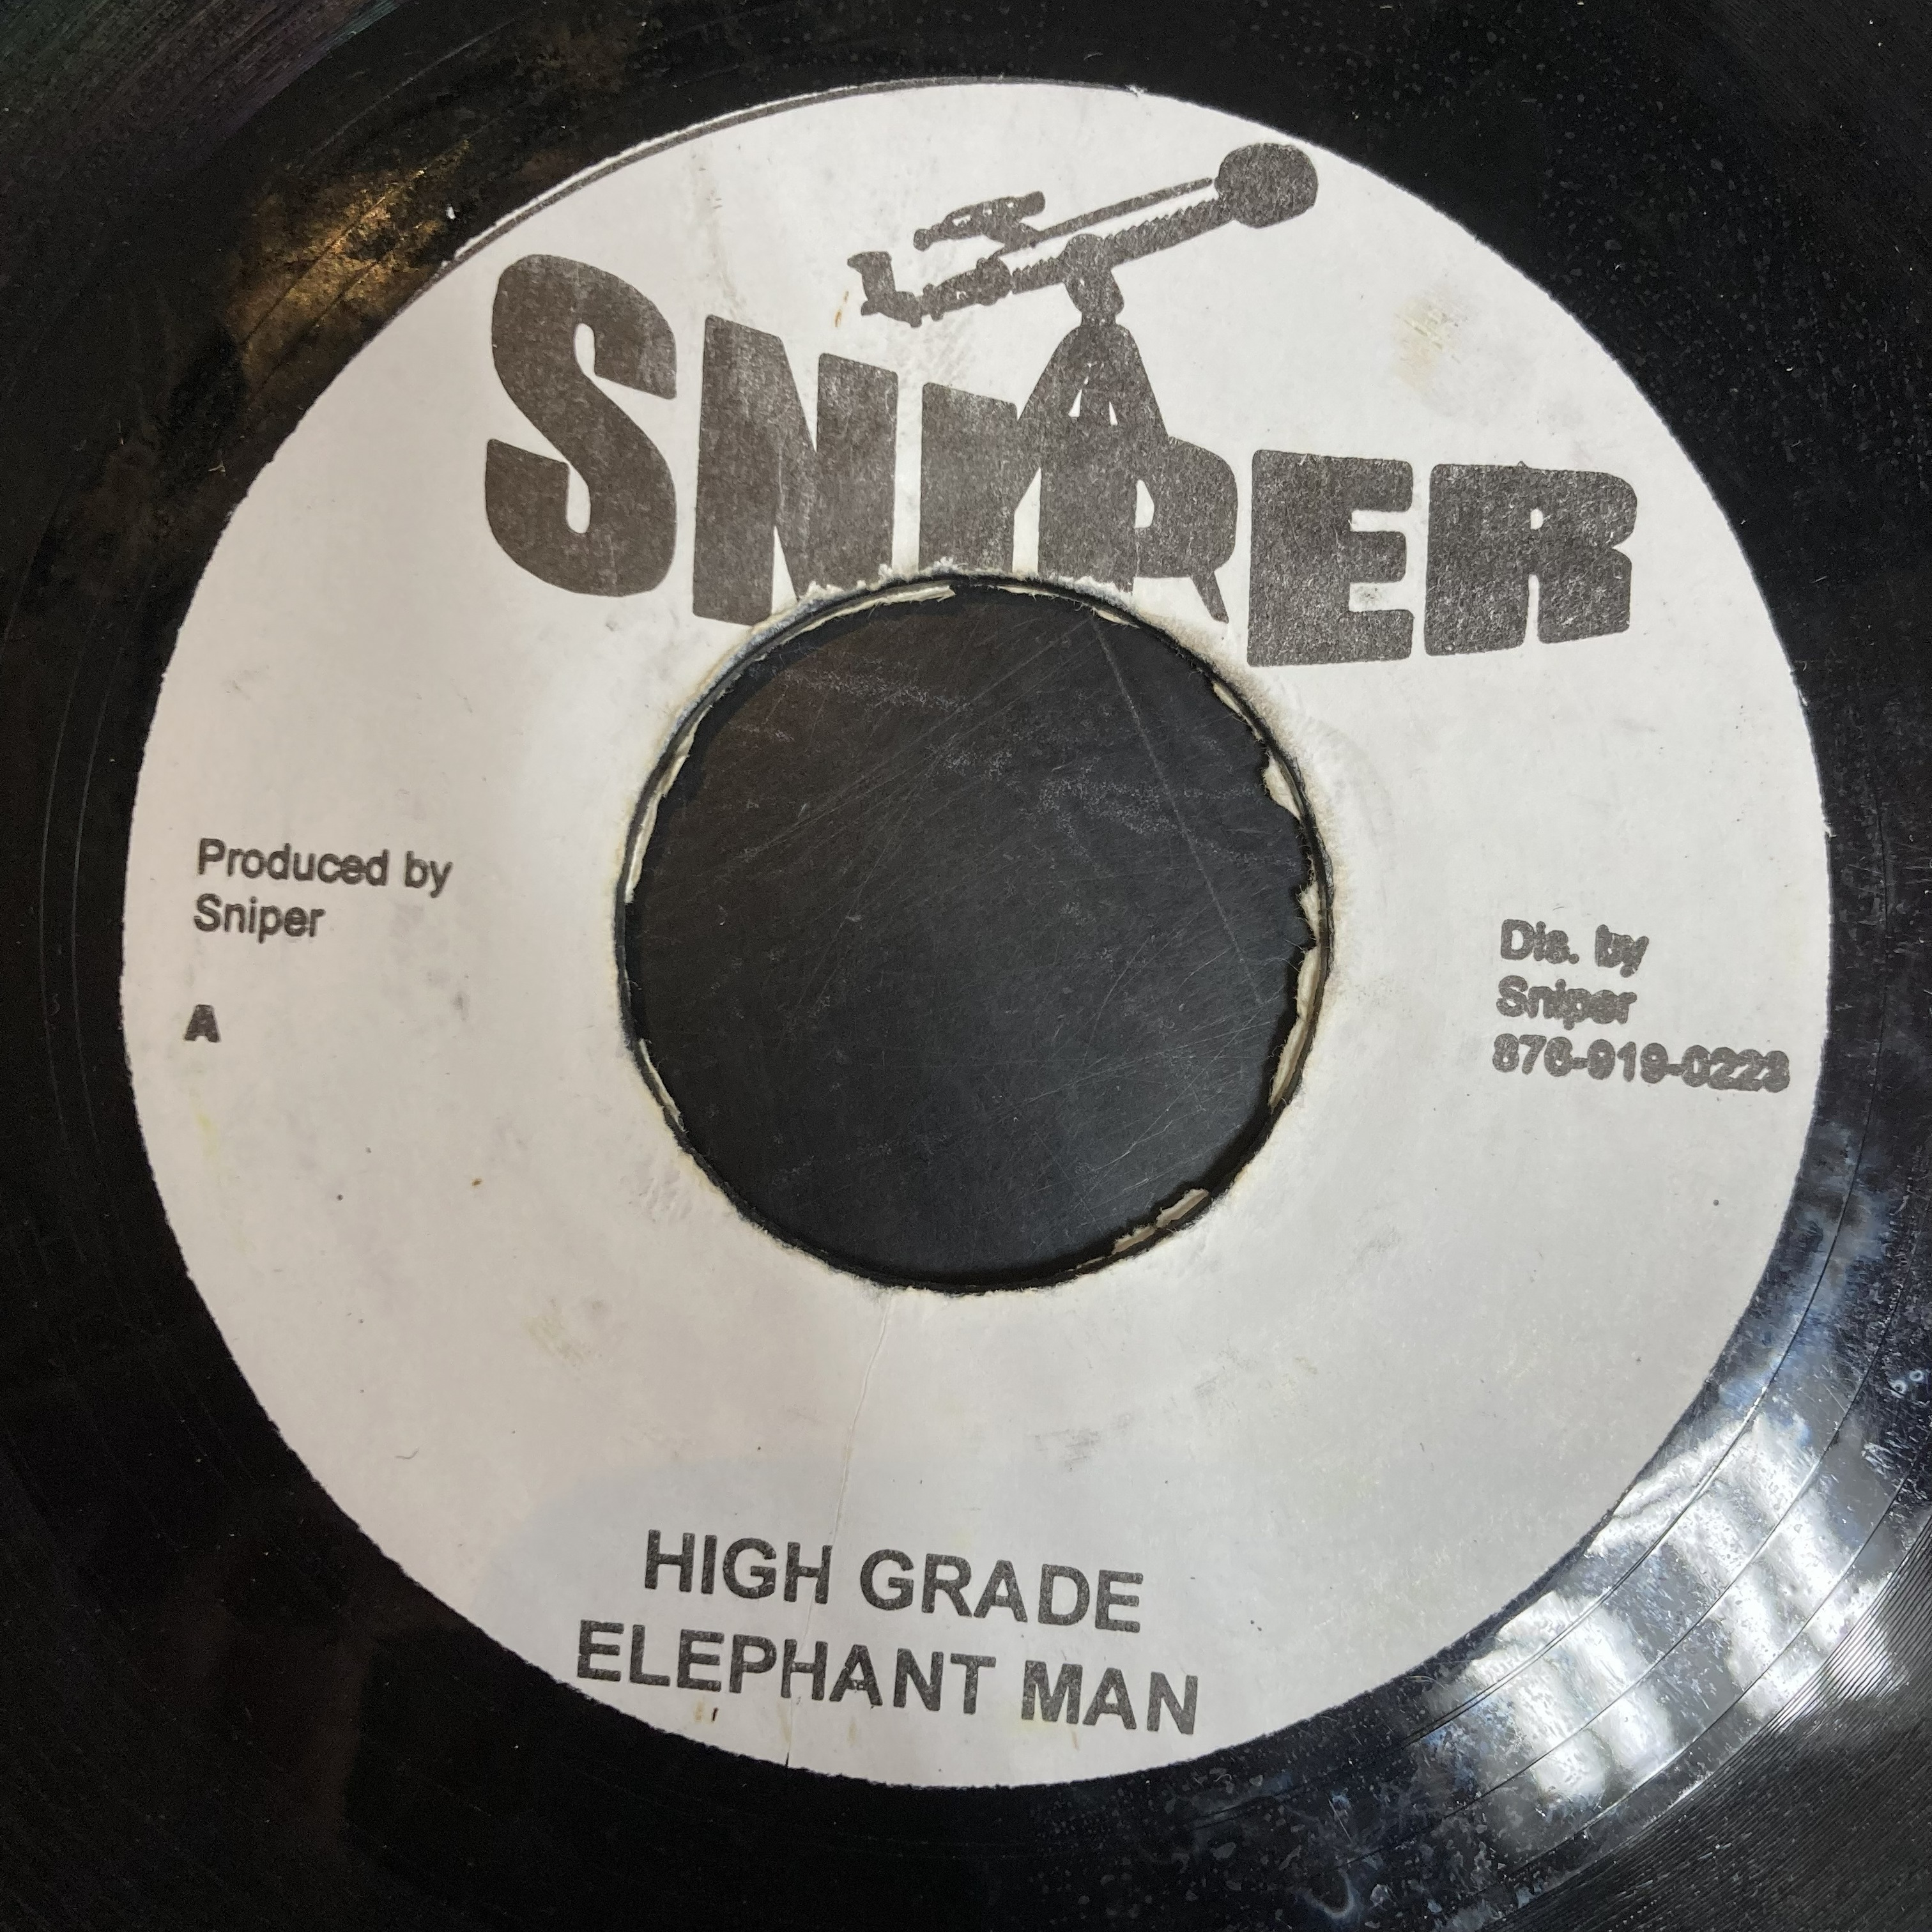 SNIPER
Produced by
Sniper
A
Dis. by
Sniper
876-919-0223
HIGH GRADE
ELEPHANT MAN